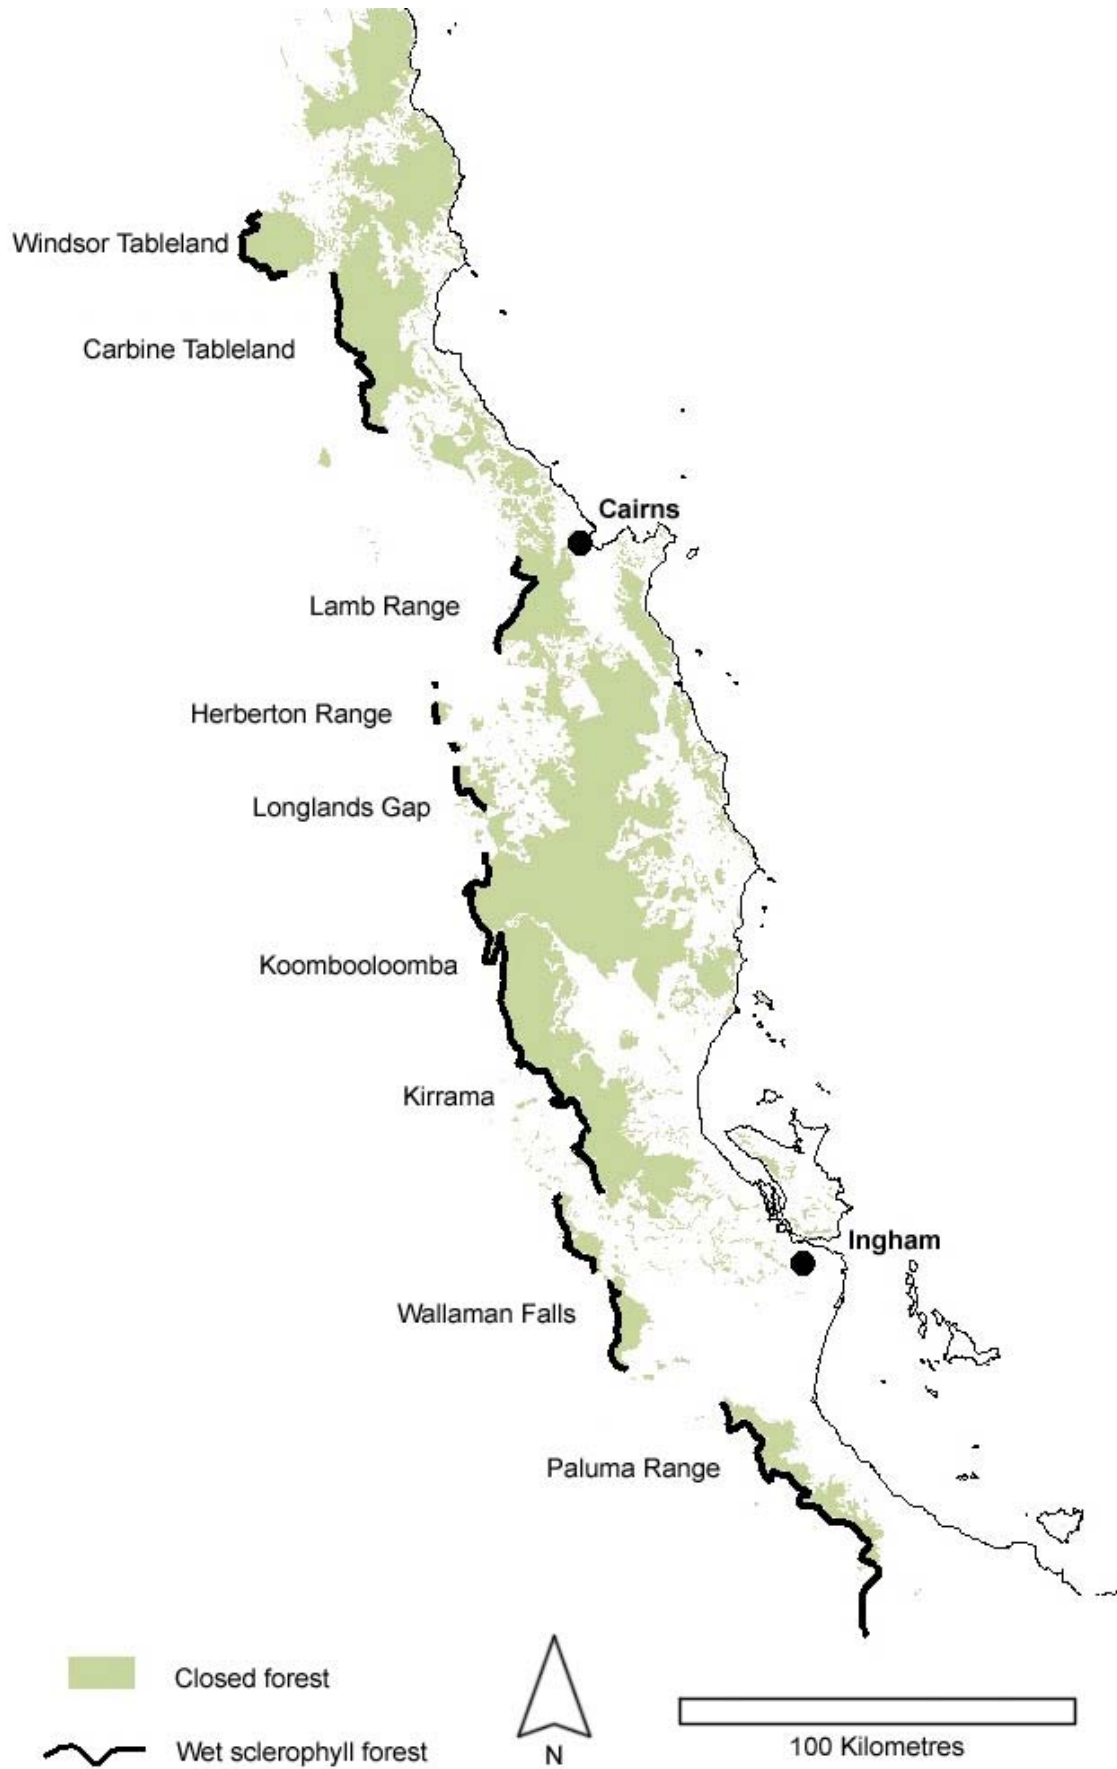 Windsor Tableland
Carbine Tableland
Cairns
Lamb Range
Herberton Range
Longlands Gap
Koombooloomba
Kirrama
Ingham
Wallaman Falls
Paluma Range
Closed forest
Wet sclerophyll forest
N
100 Kilometres